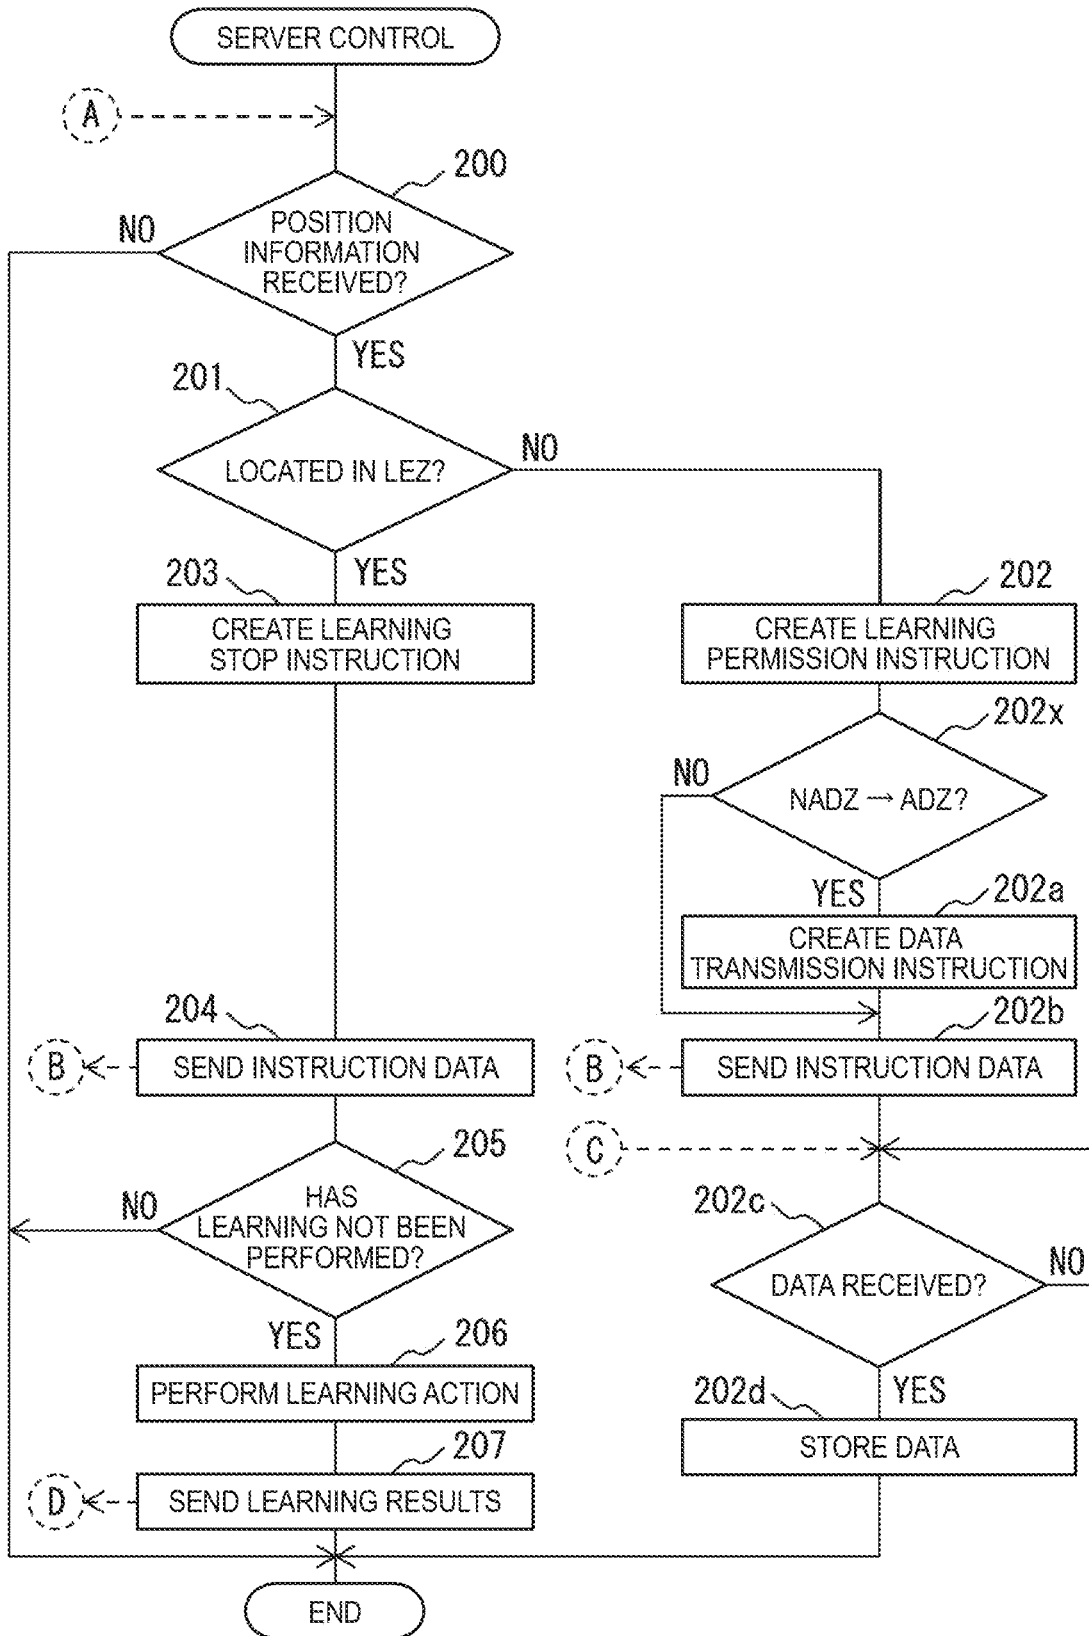 SERVER CONTROL
A
200
NO
POSITION
INFORMATION
RECEIVED?
YES
201
NO
LOCATED IN LEZ?
YES
203
CREATE LEARNING
STOP INSTRUCTION
202
CREATE LEARNING
PERMISSION INSTRUCTION
202x
NO
NADZ → ADZ?
YES
202a
CREATE DATA
TRANSMISSION INSTRUCTION
204
B
SEND INSTRUCTION DATA
202b
B
SEND INSTRUCTION DATA
C
205
NO
HAS
LEARNING NOT BEEN
PERFORMED?
YES
202c
NO
DATA RECEIVED?
YES
206
PERFORM LEARNING ACTION
202d
STORE DATA
207
D
SEND LEARNING RESULTS
END